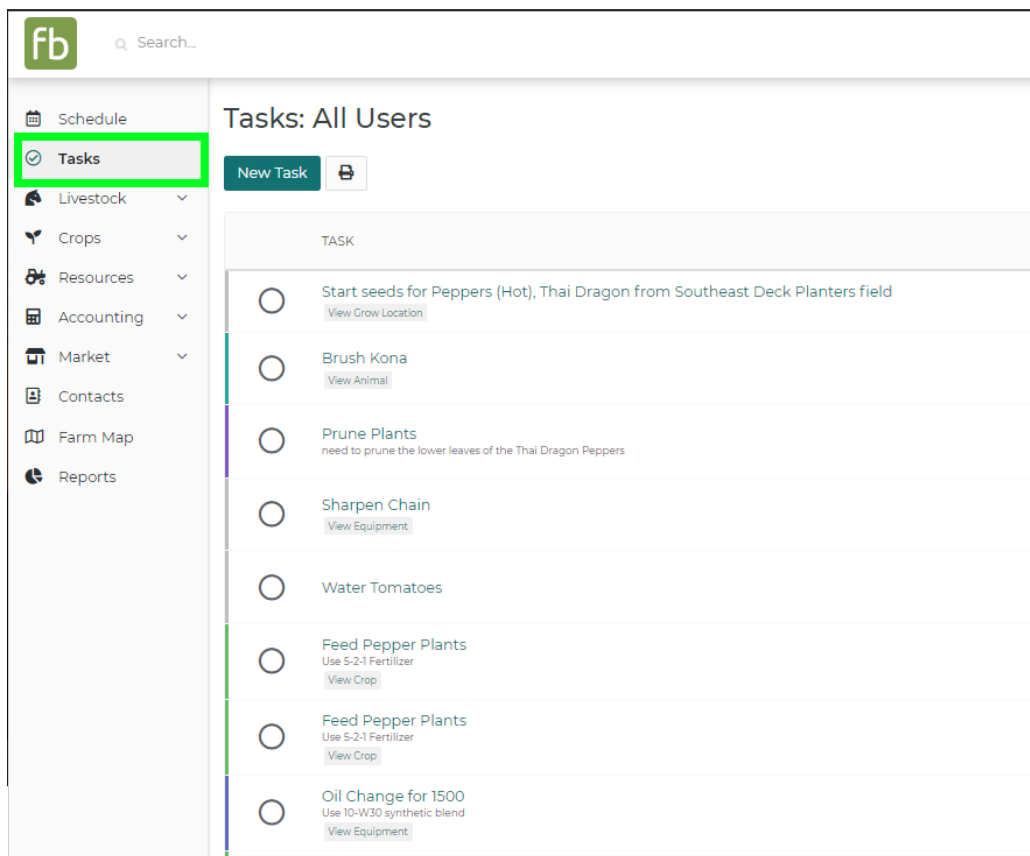 fb
Search...
Schedule
Tasks
Livestock
Crops
Resources
Accounting
Market
Contacts
Farm Map
Reports
Tasks: All Users
New Task
TASK
Start seeds for Peppers (Hot), Thai Dragon from Southeast Deck Planters field
View Grow Location
Brush Kona
View Animal
Prune Plants
need to prune the lower leaves of the Thai Dragon Peppers
Sharpen Chain
View Equipment
Water Tomatoes
Feed Pepper Plants
Use 5-2-1 Fertilizer
View Crop
Feed Pepper Plants
Use 5-2-1 Fertilizer
View Crop
Oil Change for 1500
Use 10-W30 synthetic blend
View Equipment